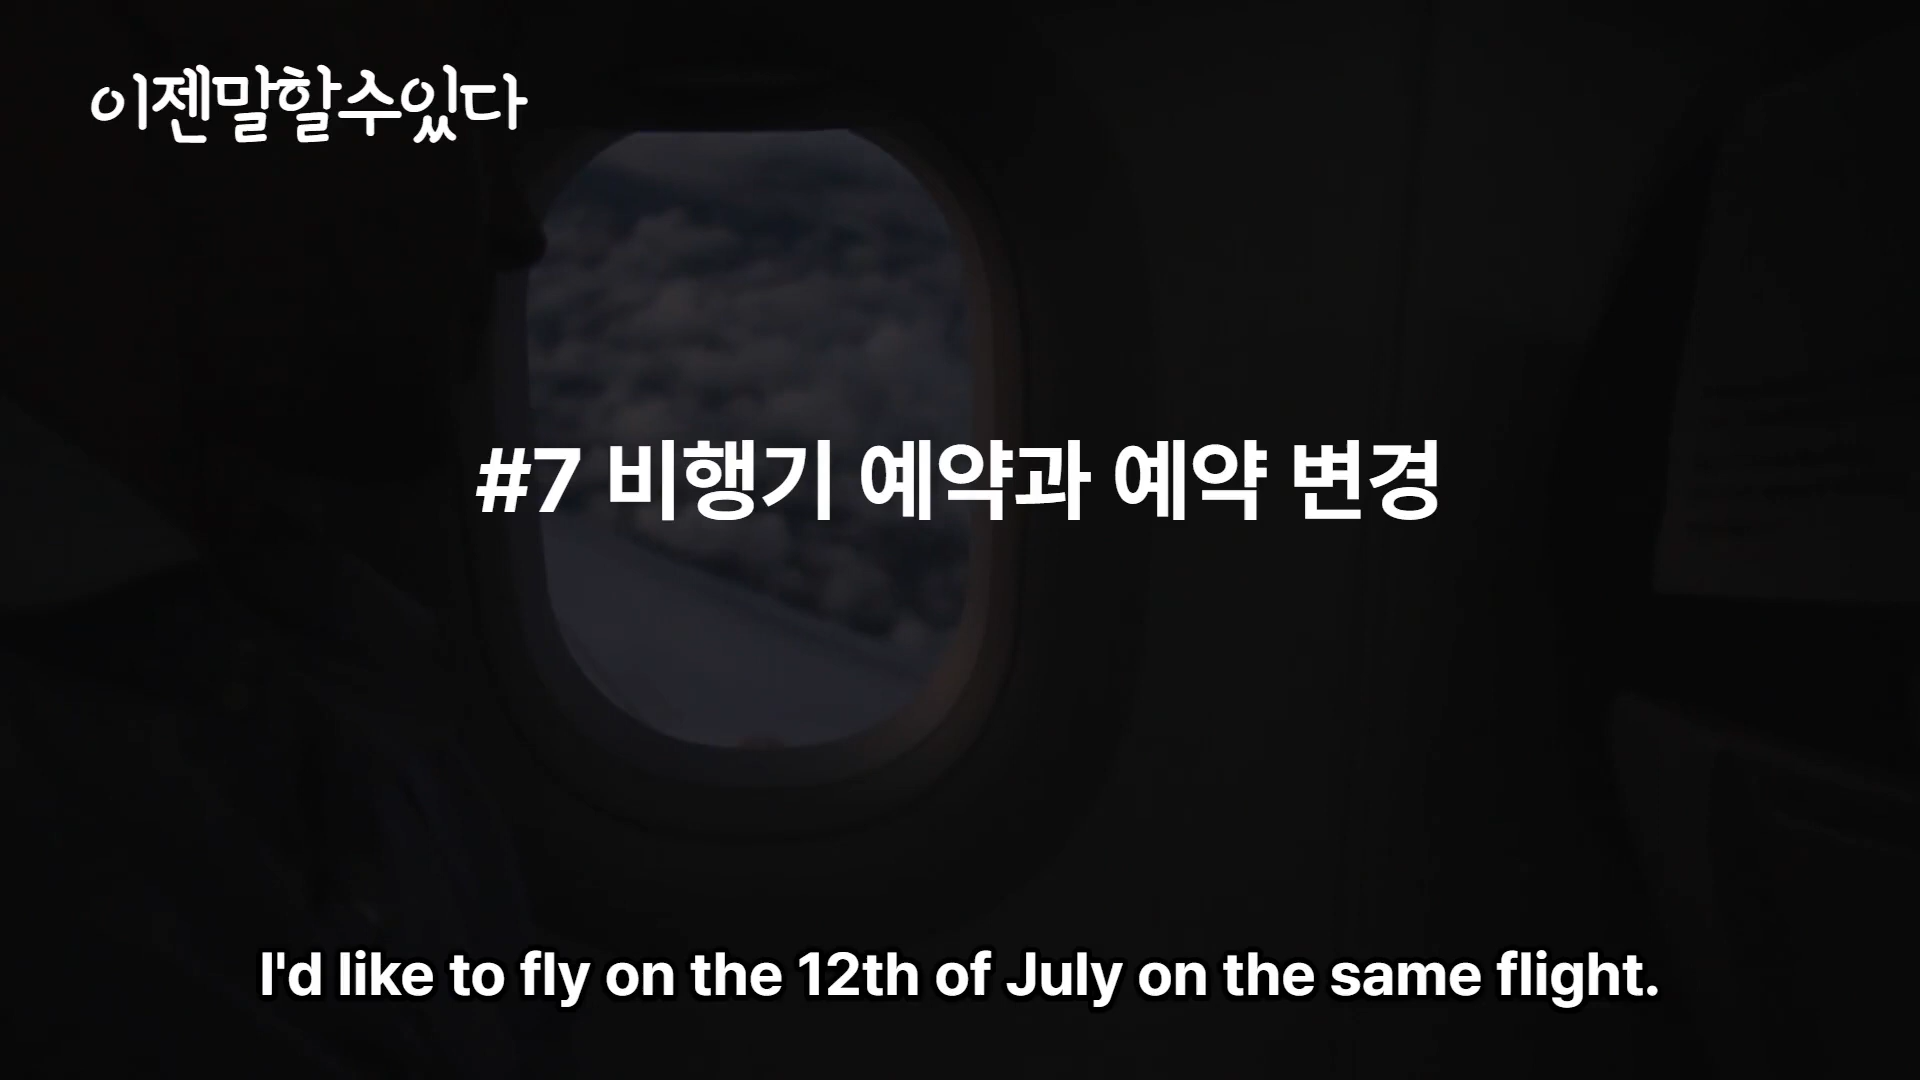 이젠말할수있다
#7 비행기 예약과 예약 변경
I'd like to fly on the 12th of July on the same flight.